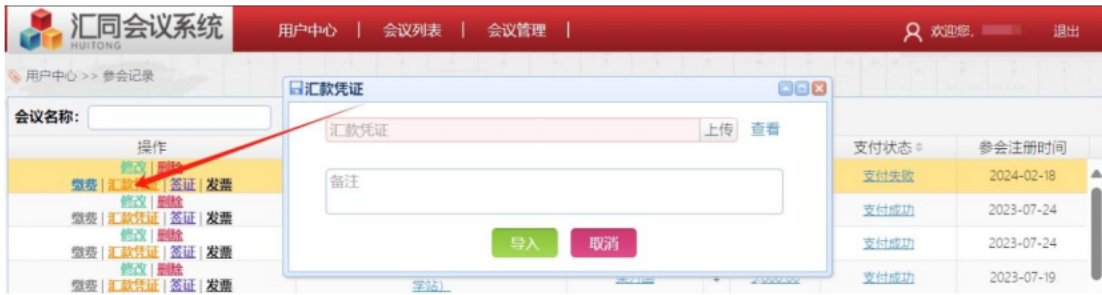 汇同会议系统
HUITONG
用户中心 | 会议列表 | 会议管理 |
欢迎您,
退出
用户中心 >> 参会记录
汇款凭证
会议名称:
汇款凭证
上传 查看
备注
导入 取消
操作
支付状态 参会注册时间
修改 | 删除
缴费 | 汇款凭证 | 签证 | 发票
支付失败 2024-02-18
修改 | 删除
缴费 | 汇款凭证 | 签证 | 发票
支付成功 2023-07-24
修改 | 删除
缴费 | 汇款凭证 | 签证 | 发票
支付成功 2023-07-24
修改 | 删除
缴费 | 汇款凭证 | 签证 | 发票
学站)
支付成功 2023-07-19